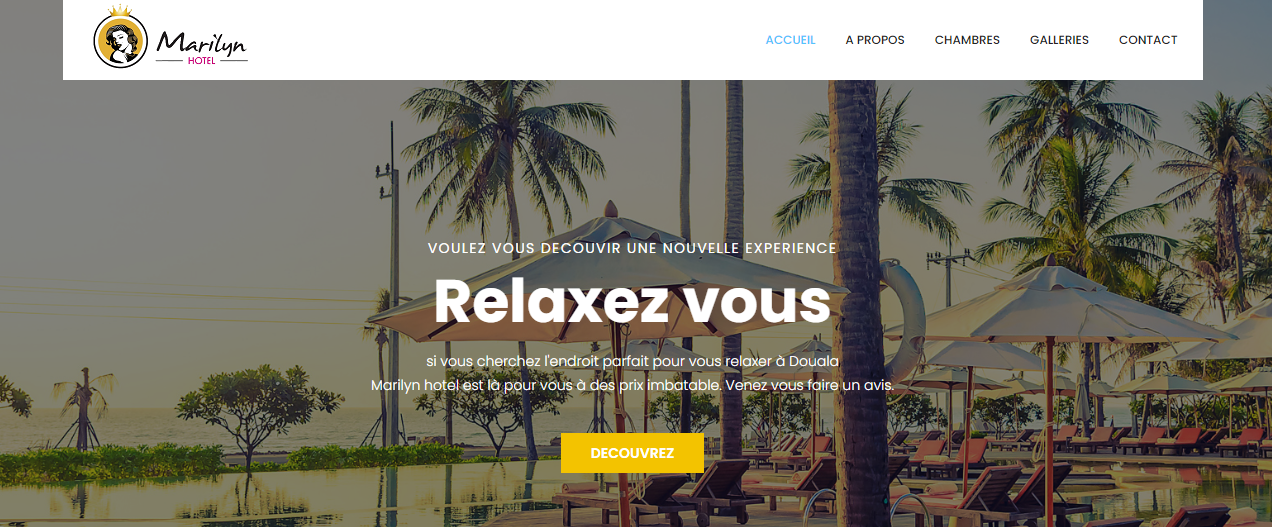 Marilyn
HOTEL
ACCUEIL A PROPOS CHAMBRES GALLERIES CONTACT
VOULEZ VOUS DECOUVIR UNE NOUVELLE EXPERIENCE
Relaxez vous
si vous cherchez l'endroit parfait pour vous relaxer à Douala
Marilyn hotel est là pour vous à des prix imbatable. Venez vous faire un avis.
DECOUVREZ